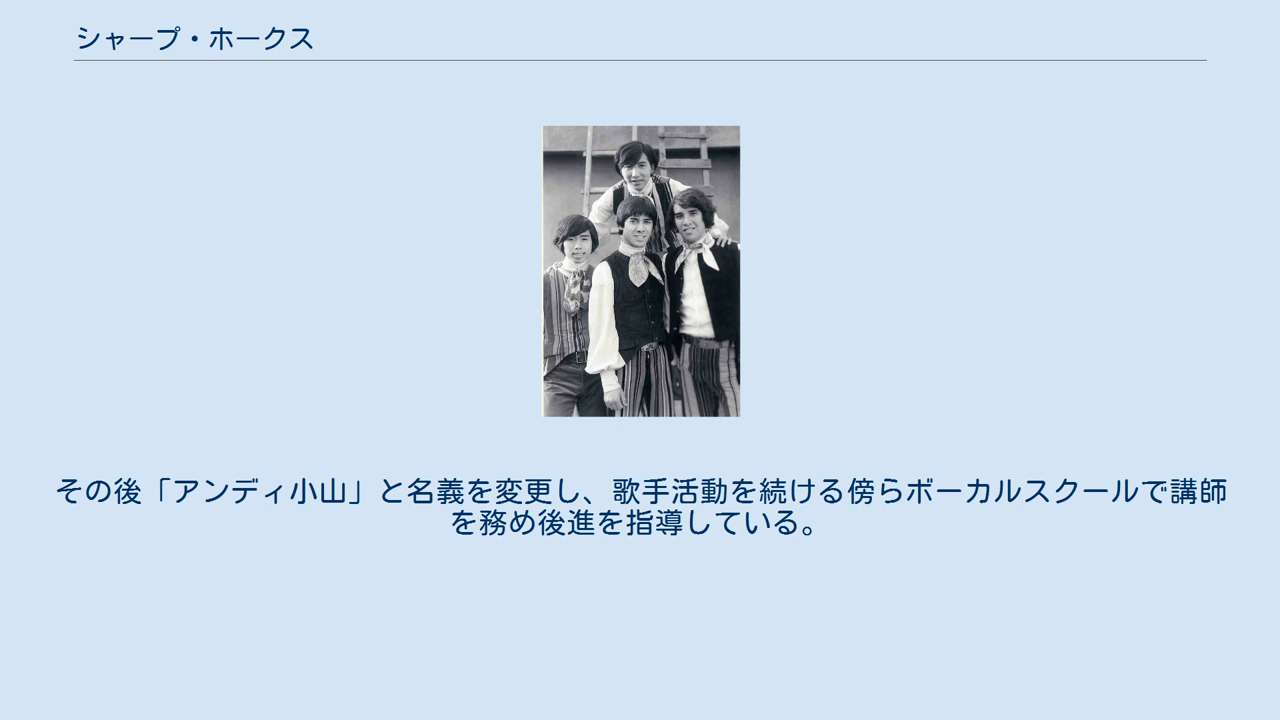 シャープ・ホークス
その後「アンディ小山」と名義を変更し、歌手活動を続ける傍らボーカルスクールで講師
を務め後進を指導している。